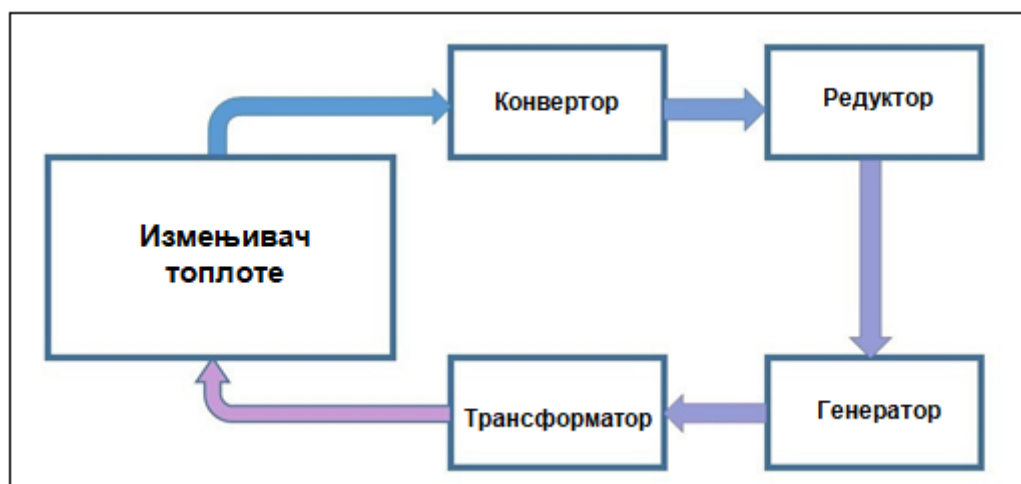 Конвертор
Редуктор
Измењивач
топлоте
Трансформатор
Генератор